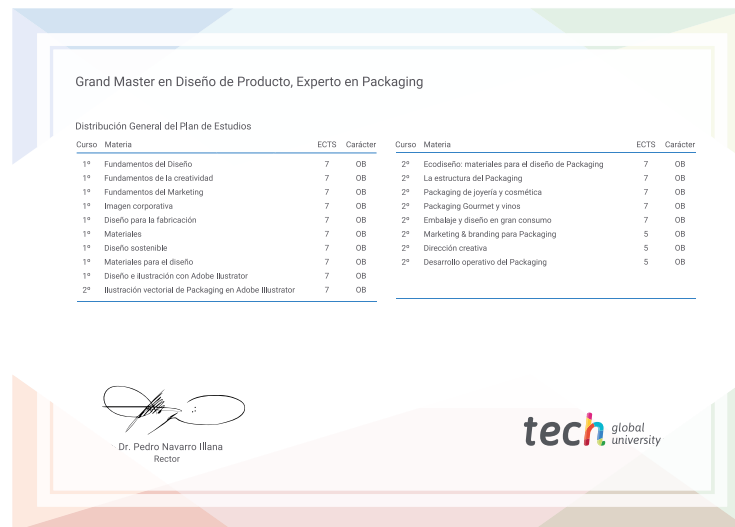 Grand Master en Diseño de Producto, Experto en Packaging
Distribución General del Plan de Estudios
Curso Materia ECTS Carácter
1º Fundamentos del Diseño 7 OB
1º Fundamentos de la creatividad 7 OB
1º Fundamentos del Marketing 7 OB
1º Imagen corporativa 7 OB
1º Diseño para la fabricación 7 OB
1º Materiales 7 OB
1º Diseño sostenible 7 OB
1º Materiales para el diseño 7 OB
1º Diseño e ilustración con Adobe Ilustrator 7 OB
2º Ilustración vectorial de Packaging en Adobe Illustrator 7 OB
Curso Materia ECTS Carácter
2º Ecodiseño: materiales para el diseño de Packaging 7 OB
2º La estructura del Packaging 7 OB
2º Packaging de joyería y cosmética 7 OB
2º Packaging Gourmet y vinos 7 OB
2º Embalaje y diseño en gran consumo 7 OB
2º Marketing & branding para Packaging 5 OB
2º Dirección creativa 5 OB
2º Desarrollo operativo del Packaging 5 OB
Dr. Pedro Navarro Illana
Rector
tech global
university